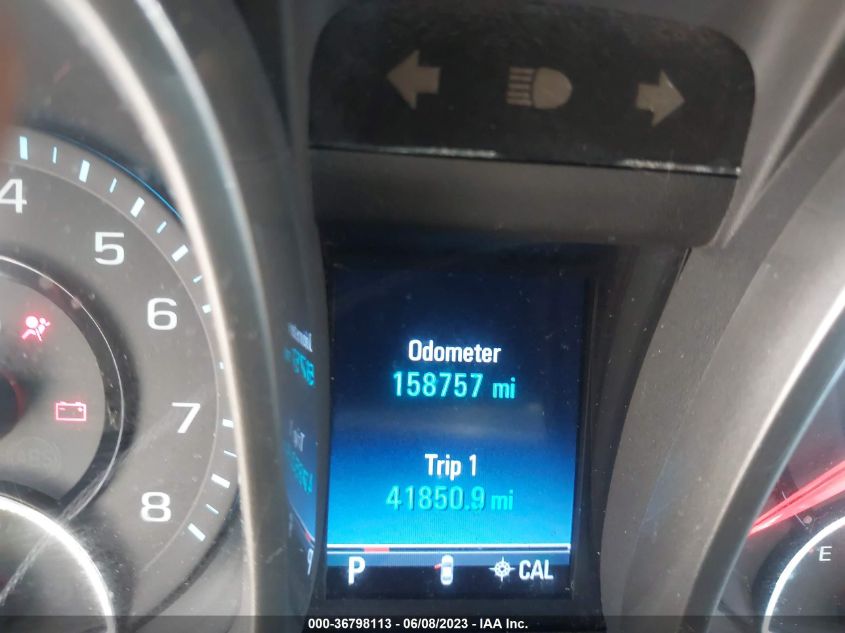 4
5
6
7
8
Odometer
158757 mi
Trip 1
41850.9 mi
P
CAL
E
000-36798113 - 06/08/2023 - IAA Inc.